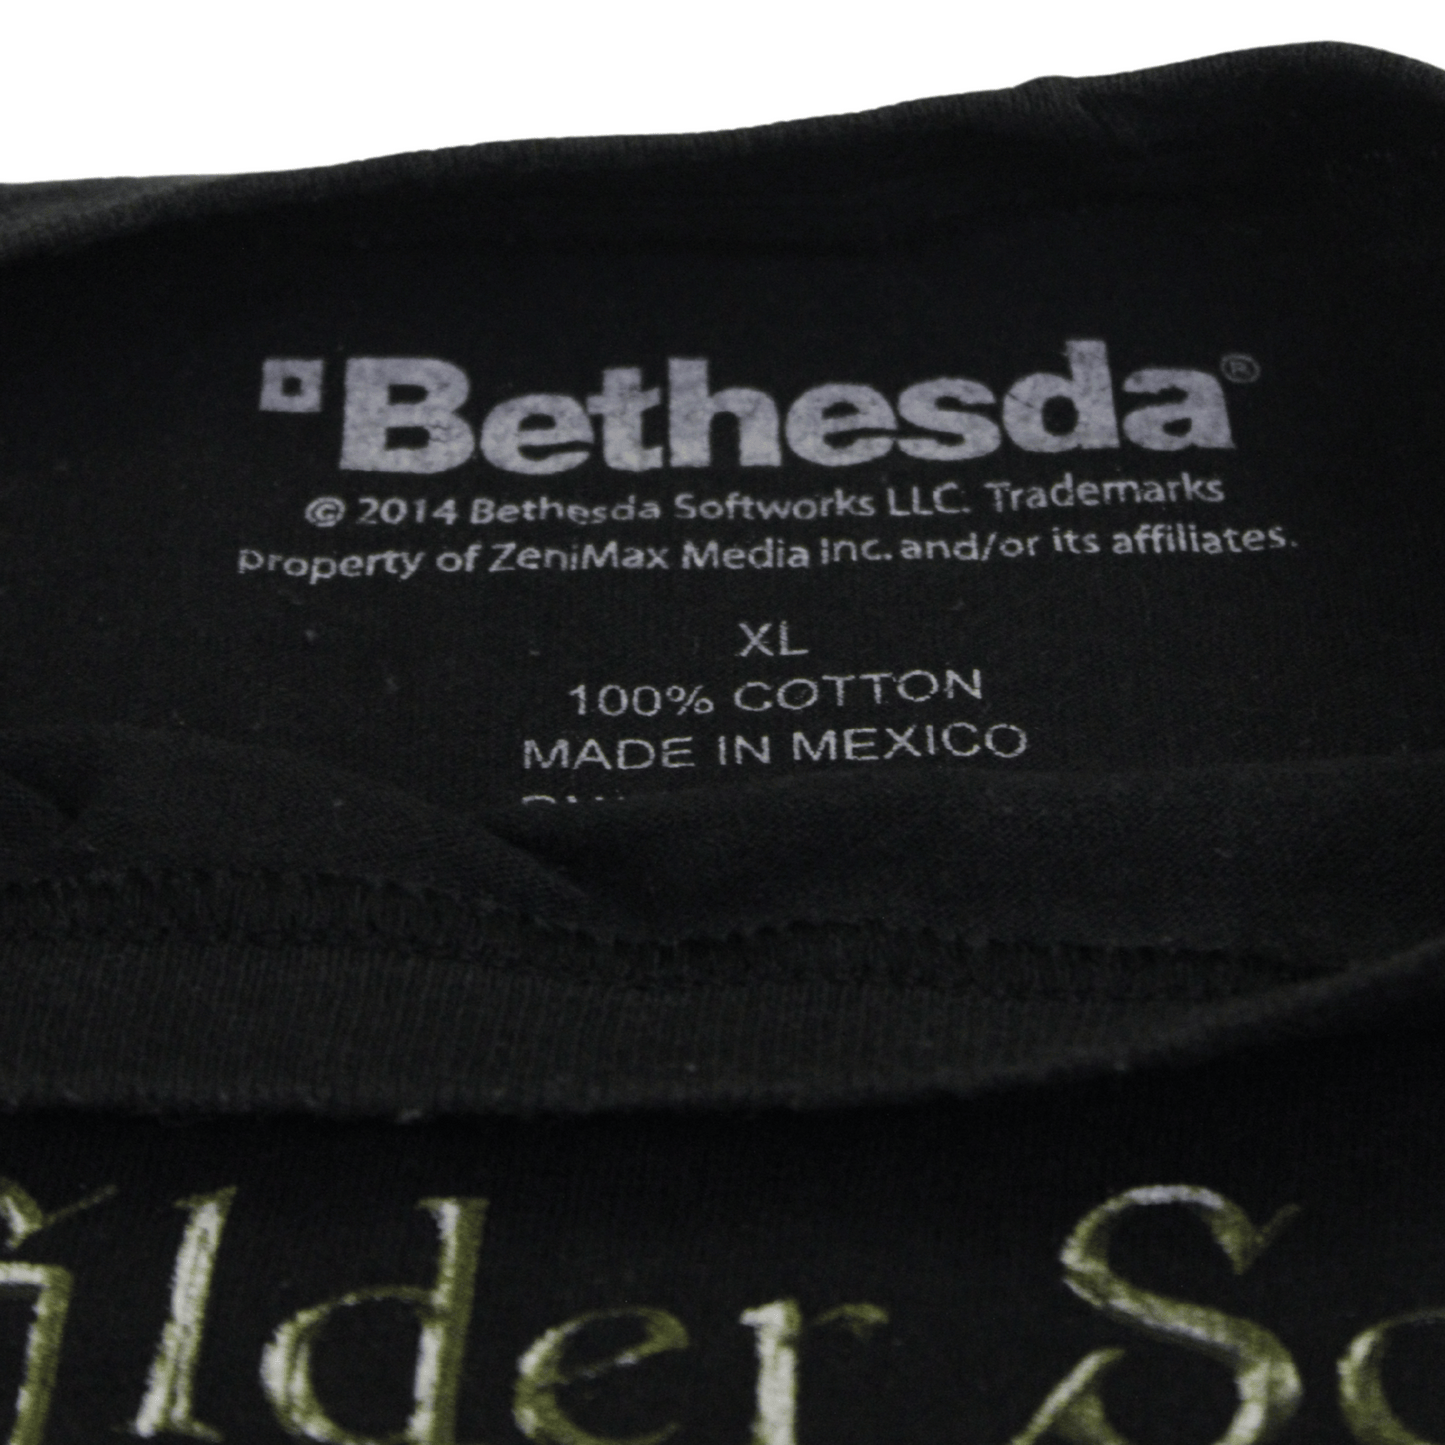 Bethesda®
© 2014 Bethesda Softworks LLC. Trademarks
property of ZeniMax Media Inc. and/or its affiliates.
XL
100% COTTON
MADE IN MEXICO
lder S